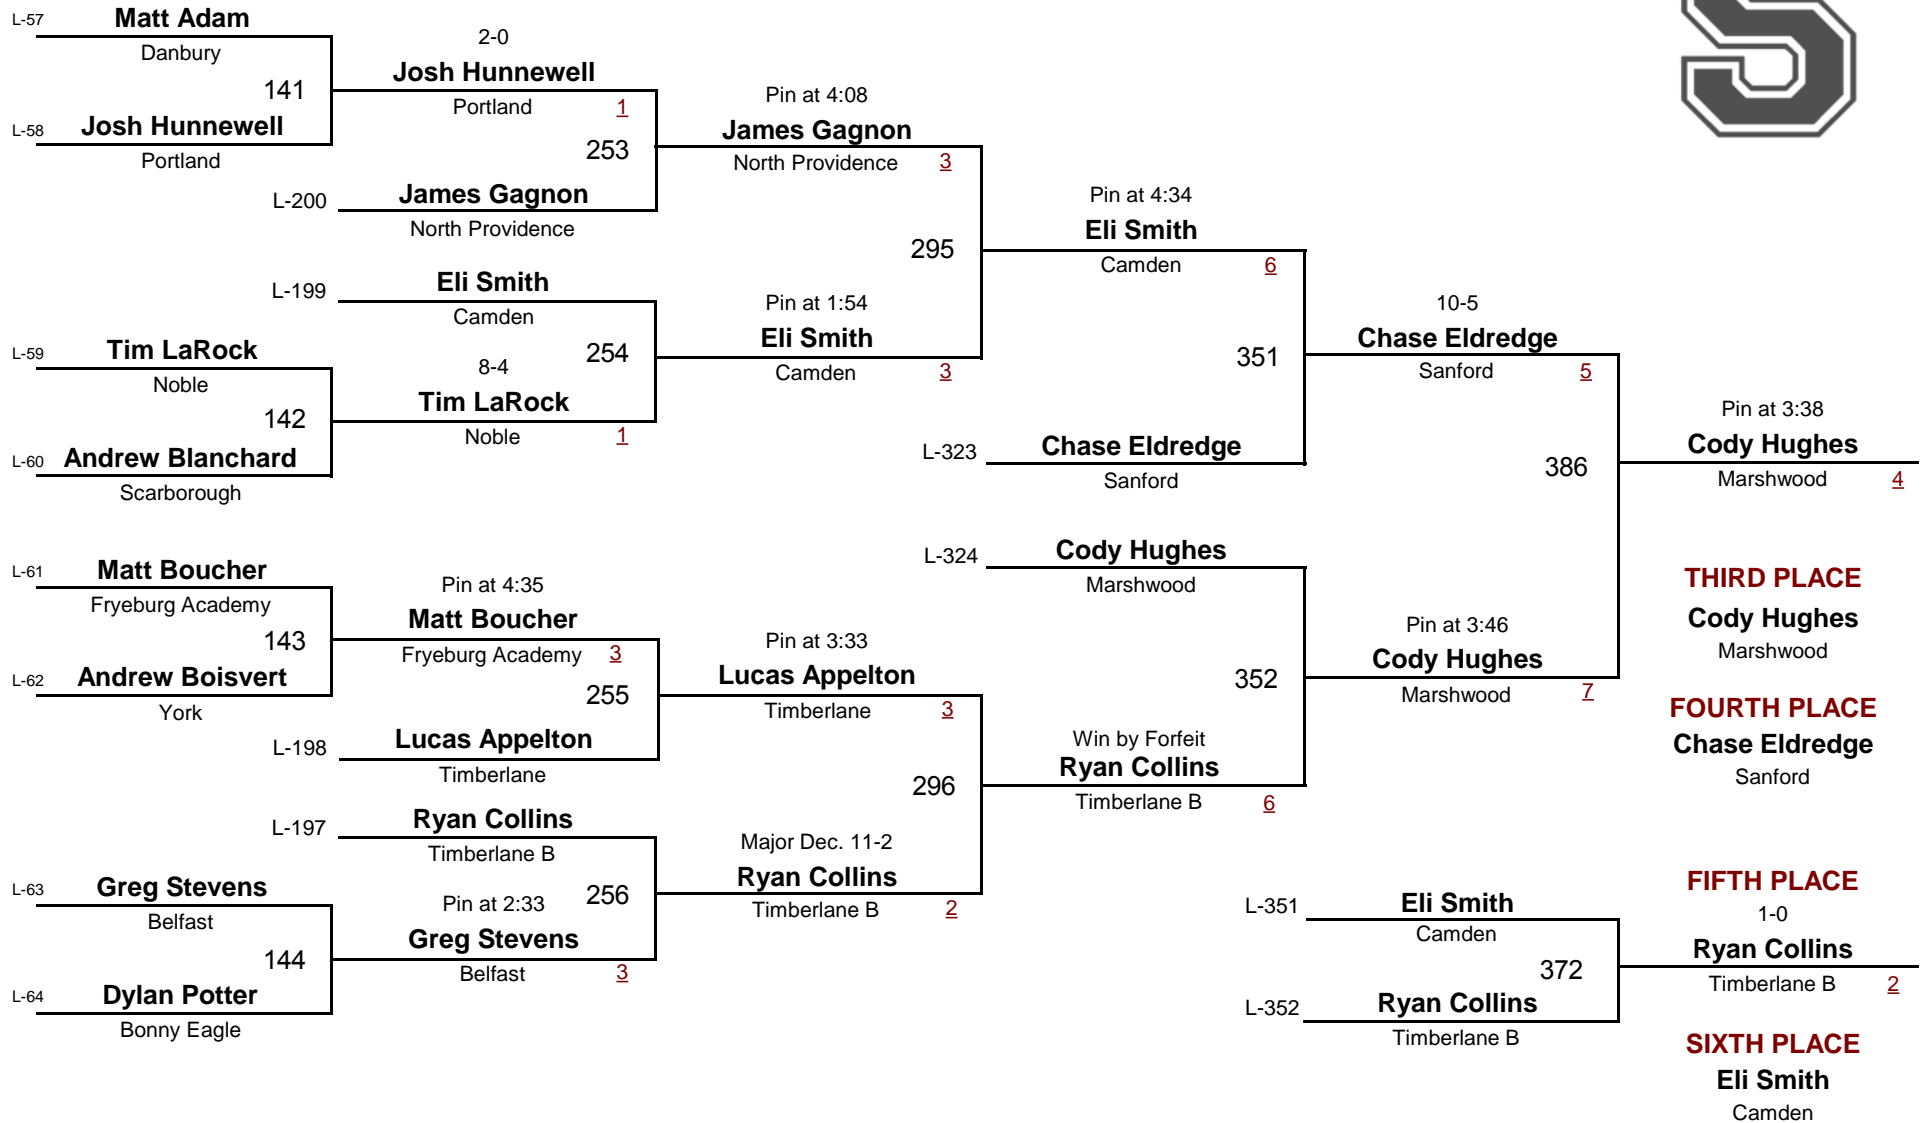 L-57
Matt Adam
Danbury
141
L-58
Josh Hunnewell
Portland
2-0
Josh Hunnewell
Portland
1
253
L-200
James Gagnon
North Providence
Pin at 4:08
James Gagnon
North Providence
3
295
L-199
Eli Smith
Camden
254
L-59
Tim LaRock
Noble
142
L-60
Andrew Blanchard
Scarborough
8-4
Tim LaRock
Noble
1
Pin at 1:54
Eli Smith
Camden
3
Pin at 4:34
Eli Smith
Camden
6
351
L-323
Chase Eldredge
Sanford
10-5
Chase Eldredge
Sanford
5
386
Pin at 3:38
Cody Hughes
Marshwood
4
L-61
Matt Boucher
Fryeburg Academy
143
L-62
Andrew Boisvert
York
Pin at 4:35
Matt Boucher
Fryeburg Academy
3
255
L-198
Lucas Appelton
Timberlane
Pin at 3:33
Lucas Appelton
Timberlane
3
296
L-197
Ryan Collins
Timberlane B
256
L-63
Greg Stevens
Belfast
144
L-64
Dylan Potter
Bonny Eagle
Pin at 2:33
Greg Stevens
Belfast
3
Major Dec. 11-2
Ryan Collins
Timberlane B
2
L-324
Cody Hughes
Marshwood
352
Win by Forfeit
Ryan Collins
Timberlane B
6
Pin at 3:46
Cody Hughes
Marshwood
7
THIRD PLACE
Cody Hughes
Marshwood
FOURTH PLACE
Chase Eldredge
Sanford
L-351
Eli Smith
Camden
372
L-352
Ryan Collins
Timberlane B
FIFTH PLACE
1-0
Ryan Collins
Timberlane B
2
SIXTH PLACE
Eli Smith
Camden
S